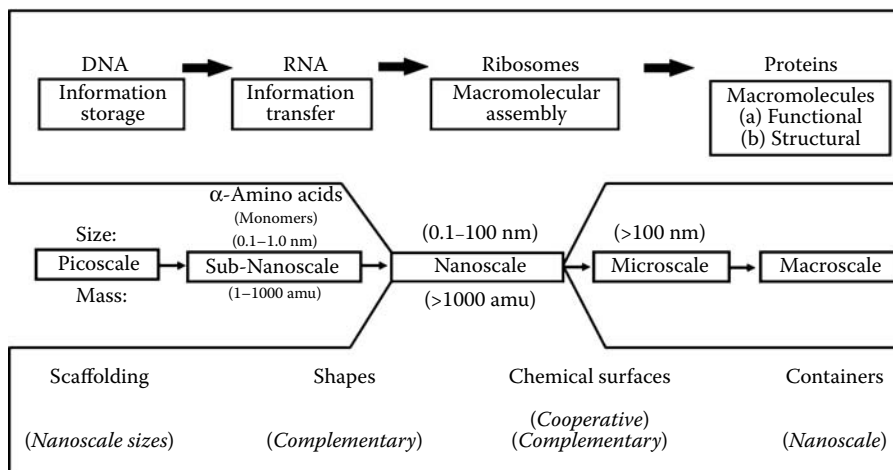 DNA
RNA
Ribosomes
Proteins
Information
storage
Information
transfer
Macromolecular
assembly
Macromolecules
(a) Functional
(b) Structural
α-Amino acids
(Monomers)
Size:
(0.1–1.0 nm)
(0.1–100 nm)
(>100 nm)
Picoscale
Sub-Nanoscale
Nanoscale
Microscale
Macroscale
Mass:
(1–1000 amu)
(>1000 amu)
Scaffolding
Shapes
Chemical surfaces
Containers
(Nanoscale sizes)
(Complementary)
(Cooperative)
(Complementary)
(Nanoscale)